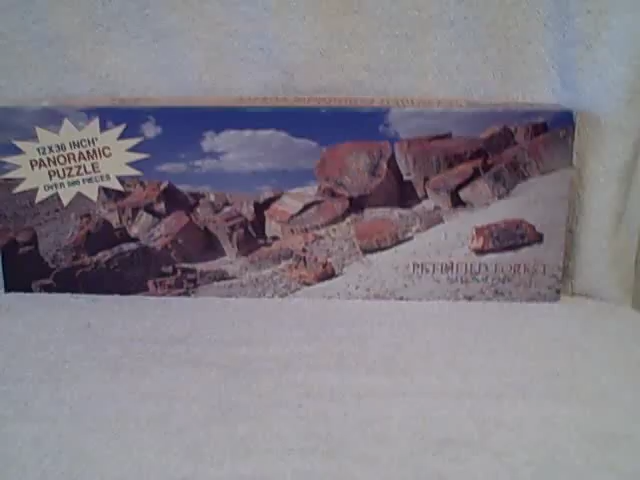 12X36 INCH*
PANORAMIC
PUZZLE
OVER 500 PIECES
PETRIFIED FOREST